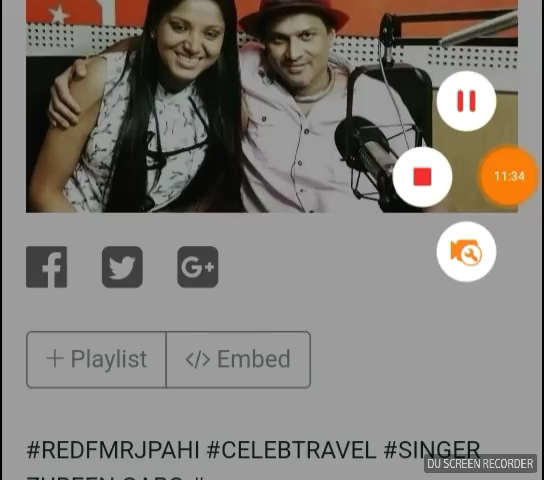 11:34
+ Playlist
</> Embed
#REDFMRJPAHI #CELEBTRAVEL #SINGER
DU SCREEN RECORDER